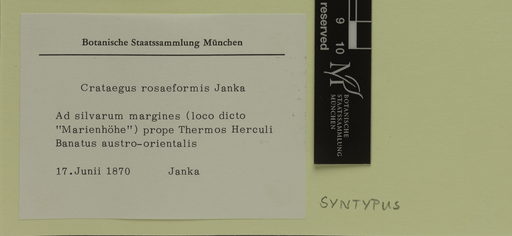 Botanische Staatssammlung München
Crataegus rosaeformis Janka
Ad silvarum margines (loco dicto
"Marienhöhe") prope Thermos Herculi
Banatus austro-orientalis
17.Junii 1870 Janka
reserved
9 10
BOTANISCHE
STAATSSAMMLUNG
MÜNCHEN
SYNTYPUS